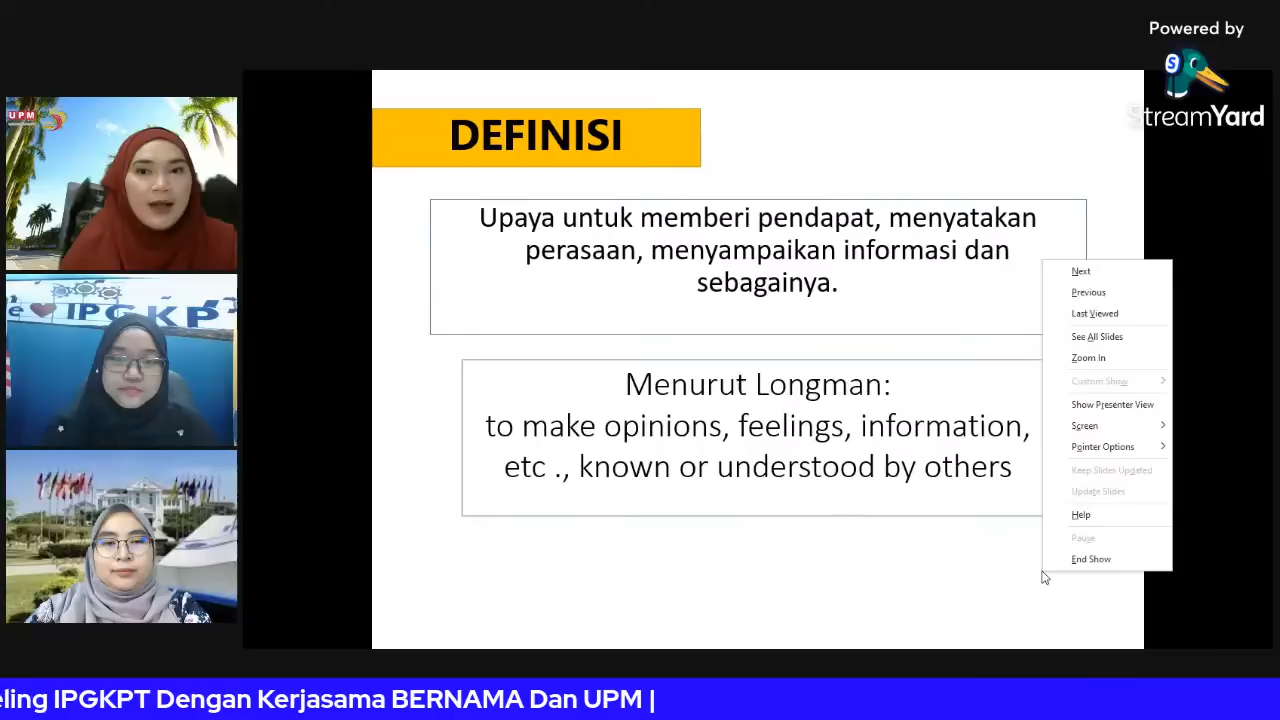 Powered by
StreamYard
UPM
DEFINISI
Upaya untuk memberi pendapat, menyatakan
perasaan, menyampaikan informasi dan
sebagainya.
Menurut Longman:
to make opinions, feelings, information,
etc ., known or understood by others
Next
Previous
Last Viewed
See All Slides
Zoom In
Custom Show
Show Presenter View
Screen
Pointer Options
Keep Slides Updated
Update Slides
Help
Pause
End Show
e ❤ IPGKP
eling IPGKPT Dengan Kerjasama BERNAMA Dan UPM |